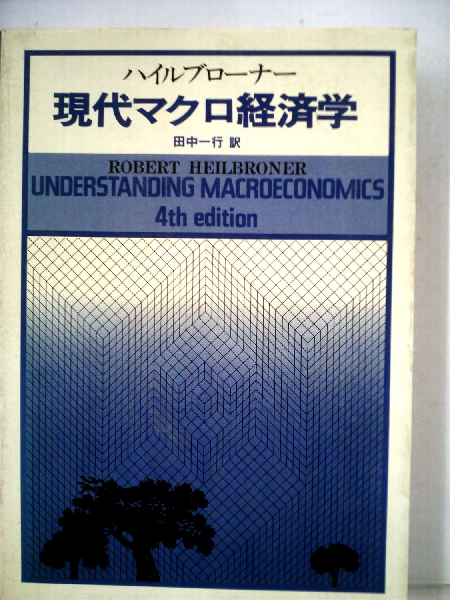 ハイルブローナー
現代マクロ経済学
田中一行 訳
ROBERT HEILBRONER
UNDERSTANDING MACROECONOMICS
4th edition